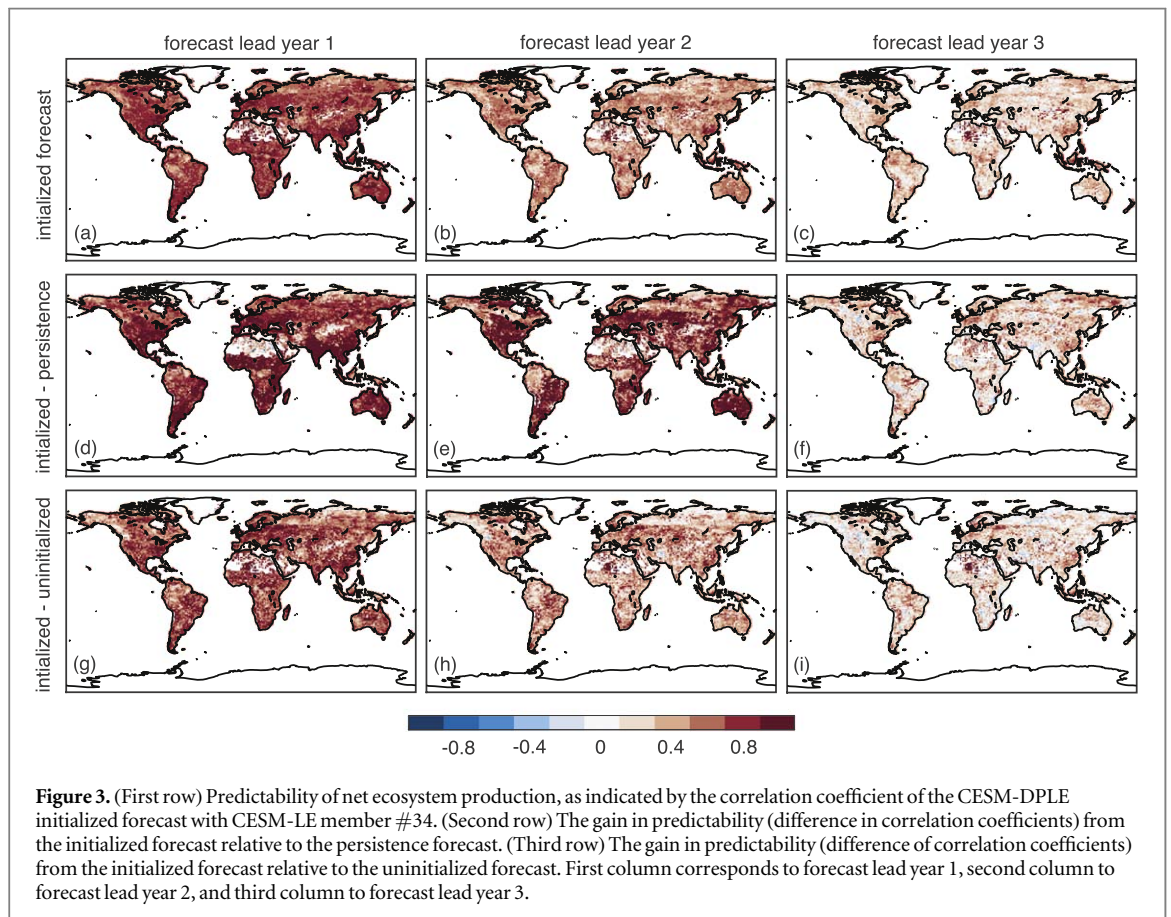 forecast lead year 1
forecast lead year 2
forecast lead year 3
intialized forecast
(a)
(b)
(c)
intialized - persistence
(d)
(e)
(f)
intialized - uninitialized
(g)
(h)
(i)
-0.8 -0.4 0 0.4 0.8
Figure 3. (First row) Predictability of net ecosystem production, as indicated by the correlation coefficient of the CESM-DPLE
initialized forecast with CESM-LE member #34. (Second row) The gain in predictability (difference in correlation coefficients) from
the initialized forecast relative to the persistence forecast. (Third row) The gain in predictability (difference of correlation coefficients)
from the initialized forecast relative to the uninitialized forecast. First column corresponds to forecast lead year 1, second column to
forecast lead year 2, and third column to forecast lead year 3.